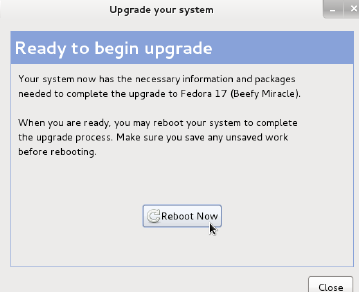 Upgrade your system
Ready to begin upgrade
Your system now has the necessary information and packages
needed to complete the upgrade to Fedora 17 (Beefy Miracle).
When you are ready, you may reboot your system to complete
the upgrade process. Make sure you save any unsaved work
before rebooting.
Reboot Now
Close